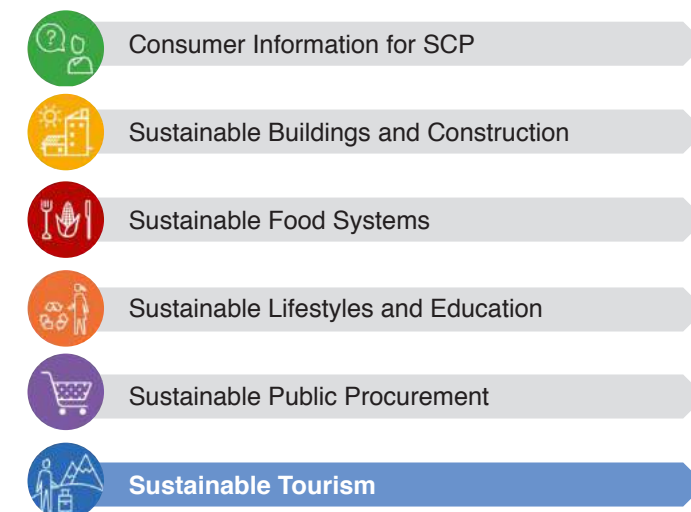 Consumer Information for SCP
Sustainable Buildings and Construction
Sustainable Food Systems
Sustainable Lifestyles and Education
Sustainable Public Procurement
Sustainable Tourism